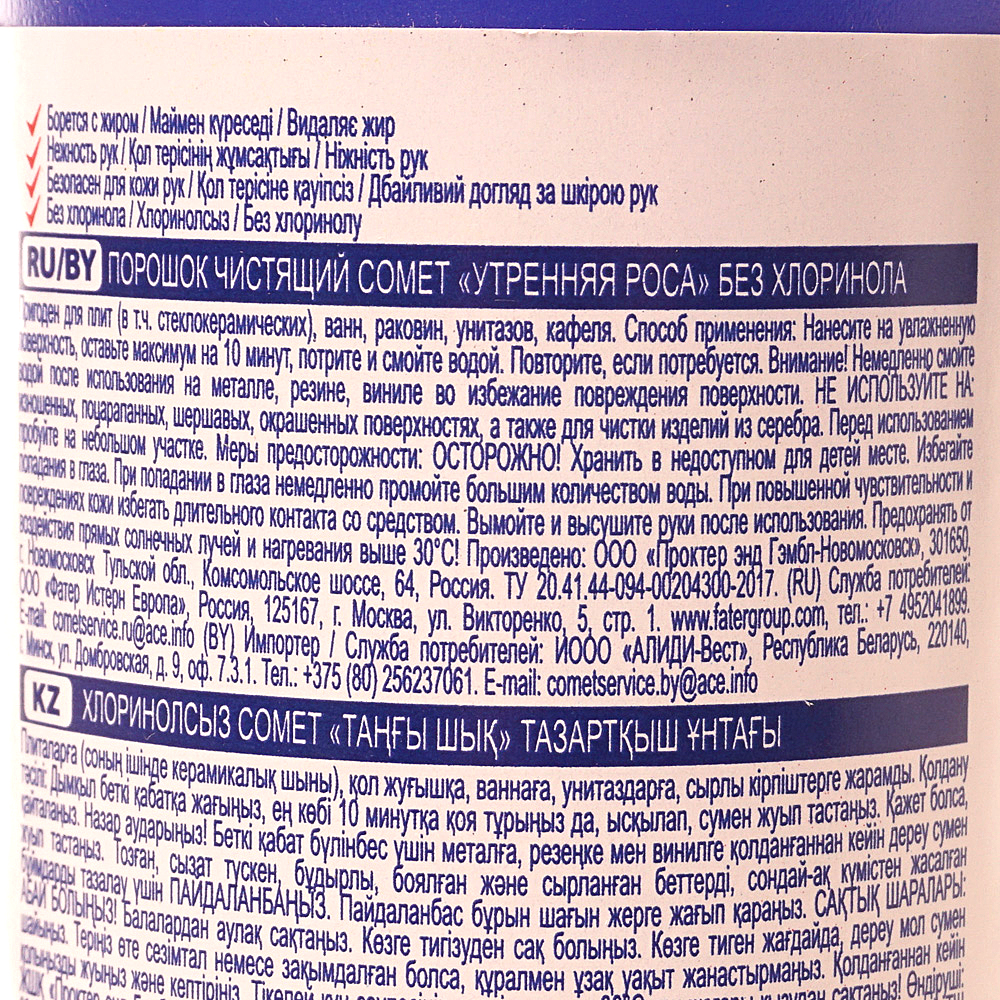 Борется с жиром / Маймен күреседі / Видаляє жир
Нежность рук / Қол терісінің жұмсақтығы / Ніжність рук
Безопасен для кожи рук / Қол терісіне қауіпсіз / Дбайливий догляд за шкірою рук
Без хлоринола / Хлоринолсыз / Без хлоринолу
RU/BY ПОРОШОК ЧИСТЯЩИЙ COMET «УТРЕННЯЯ РОСА» БЕЗ ХЛОРИНОЛА
Пригоден для плит (в т.ч. стеклокерамических), ванн, раковин, унитазов, кафеля. Способ применения: Нанесите на увлажненную
поверхность, оставьте максимум на 10 минут, потрите и смойте водой. Повторите, если потребуется. Внимание! Немедленно смойте
водой после использования на металле, резине, виниле во избежание повреждения поверхности. НЕ ИСПОЛЬЗУЙТЕ НА:
изношенных, поцарапанных, шершавых, окрашенных поверхностях, а также для чистки изделий из серебра. Перед использованием
пробуйте на небольшом участке. Меры предосторожности: ОСТОРОЖНО! Хранить в недоступном для детей месте. Избегайте
попадания в глаза. При попадании в глаза немедленно промойте большим количеством воды. При повышенной чувствительности и
повреждениях кожи избегать длительного контакта со средством. Вымойте и высушите руки после использования. Предохранять от
воздействия прямых солнечных лучей и нагревания выше 30°C! Произведено: ООО «Проктер энд Гэмбл-Новомосковск», 301650,
г. Новомосковск Тульской обл., Комсомольское шоссе, 64, Россия. ТУ 20.41.44-094-00204300-2017. (RU) Служба потребителей:
ООО «Фатер Истерн Европа», Россия, 125167, г. Москва, ул. Викторенко, 5, стр. 1. www.fatergroup.com, тел.: +7 4952041899.
E-mail: cometservice.ru@ace.info (BY) Импортер / Служба потребителей: ИООО «АЛИДИ-Вест», Республика Беларусь, 220140,
г. Минск, ул. Домбровская, д. 9, оф. 7.3.1. Тел.: +375 (80) 256237061. E-mail: cometservice.by@ace.info
KZ ХЛОРИНОЛСЫЗ COMET «ТАҢҒЫ ШЫҚ» ТАЗАРТҚЫШ ҰНТАҒЫ
Плиталарға (соның ішінде керамикалық шыны), қол жуғышқа, ваннаға, унитаздарға, сырлы кірпіштерге жарамды. Қолдану
тәсілі: Дымқыл беткі қабатқа жағыңыз, ең көбі 10 минутқа қоя тұрыңыз да, ысқылап, сумен жуып тастаңыз. Қажет болса,
қайталаңыз. Назар аударыңыз! Беткі қабат бүлінбес үшін металға, резеңке мен винилге қолданғаннан кейін дереу сумен
жуып тастаңыз. Тозған, сызат түскен, бұдырлы, боялған және сырланған беттерді, сондай-ақ күмістен жасалған
бұйымдарды тазалау үшін ПАЙДАЛАНБАҢЫЗ. Пайдаланбас бұрын шағын жерге жағып қараңыз. САҚТЫҚ ШАРАЛАРЫ:
АБАЙ БОЛЫҢЫЗ! Балалардан аулақ сақтаңыз. Көзге тигізуден сақ болыңыз. Көзге тиген жағдайда, дереу мол сумен
шайыңыз. Теріңіз өте сезімтал немесе зақымдалған болса, құралмен ұзақ уақыт жанастырмаңыз. Қолданғаннан кейін
қолыңызды жуыңыз және кептіріңіз. Тікелей күн қыздан сақтаңыз! Өндіруші:
ЖШҚ «Проктер